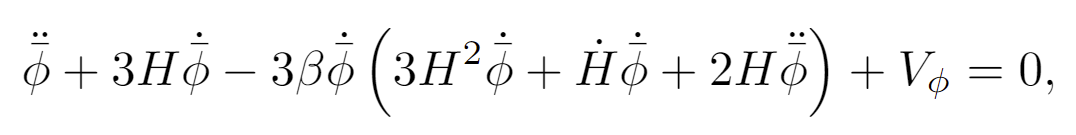 $\ddot{\bar{\phi}} + 3H\dot{\bar{\phi}} - 3\beta\dot{\bar{\phi}}\left(3H^2\dot{\bar{\phi}} + \dot{H}\dot{\bar{\phi}} + 2H\ddot{\bar{\phi}}\right) + V_{\phi} = 0,$